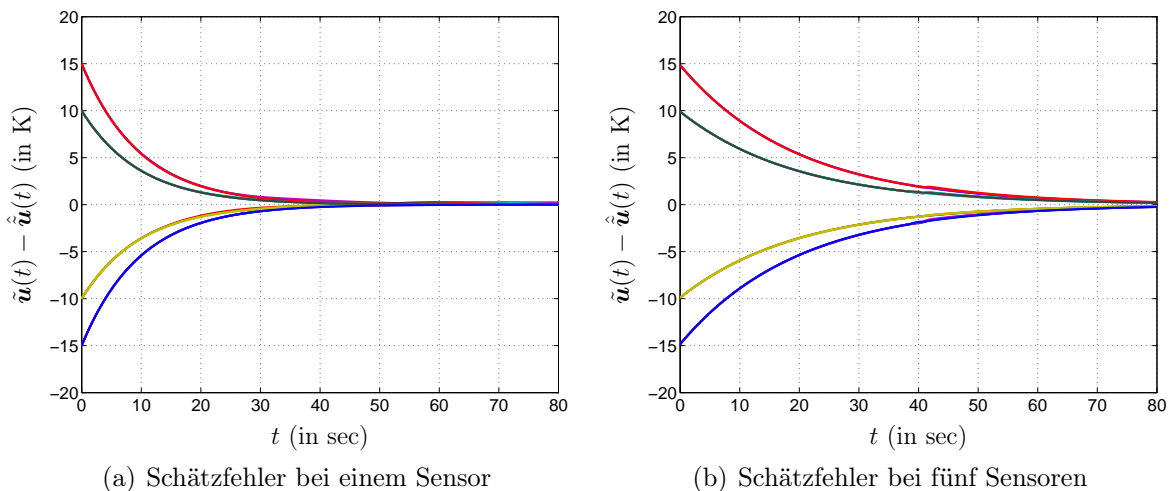 20
15
10
5
0
−5
−10
−15
−20
0 10 20 30 40 50 60 70 80
ũ(t) − ũ̂(t) (in K)
t (in sec)
(a) Schätzfehler bei einem Sensor
20
15
10
5
0
−5
−10
−15
−20
0 10 20 30 40 50 60 70 80
ũ(t) − ũ̂(t) (in K)
t (in sec)
(b) Schätzfehler bei fünf Sensoren